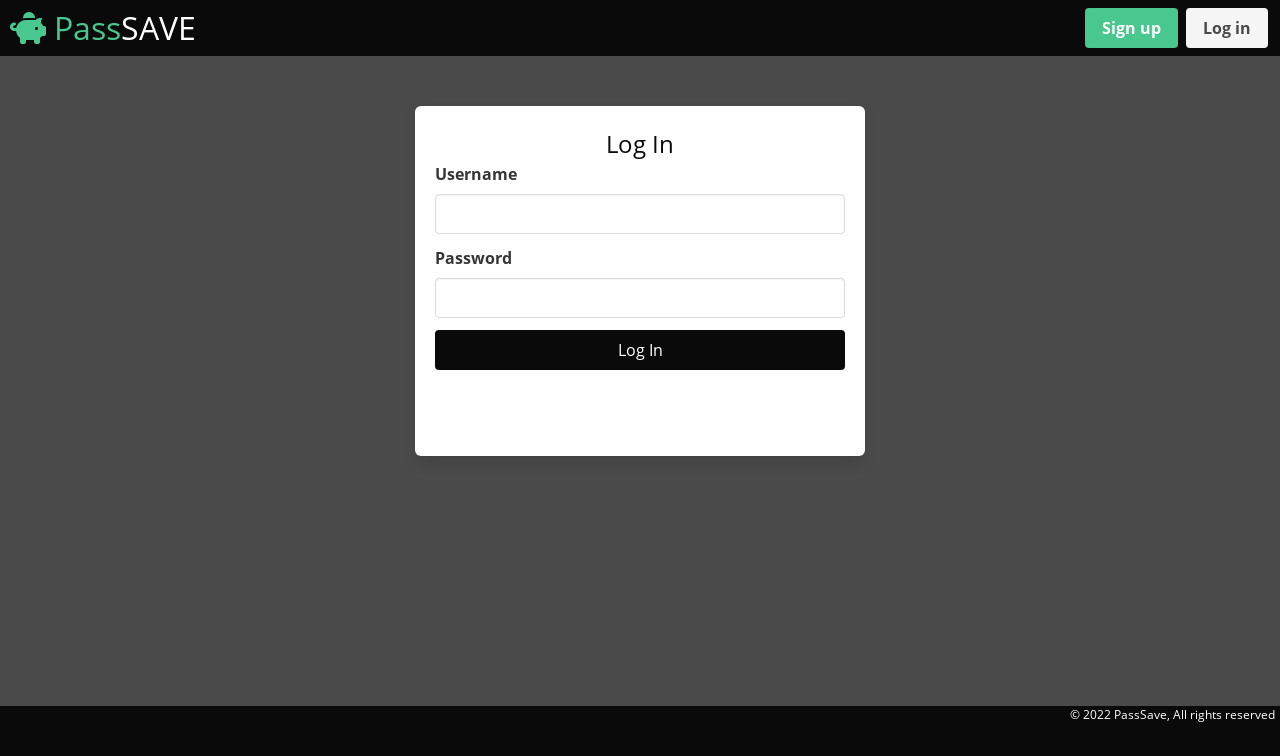 PassSAVE
Sign up
Log in
Log In
Username
Password
Log In
© 2022 PassSave, All rights reserved